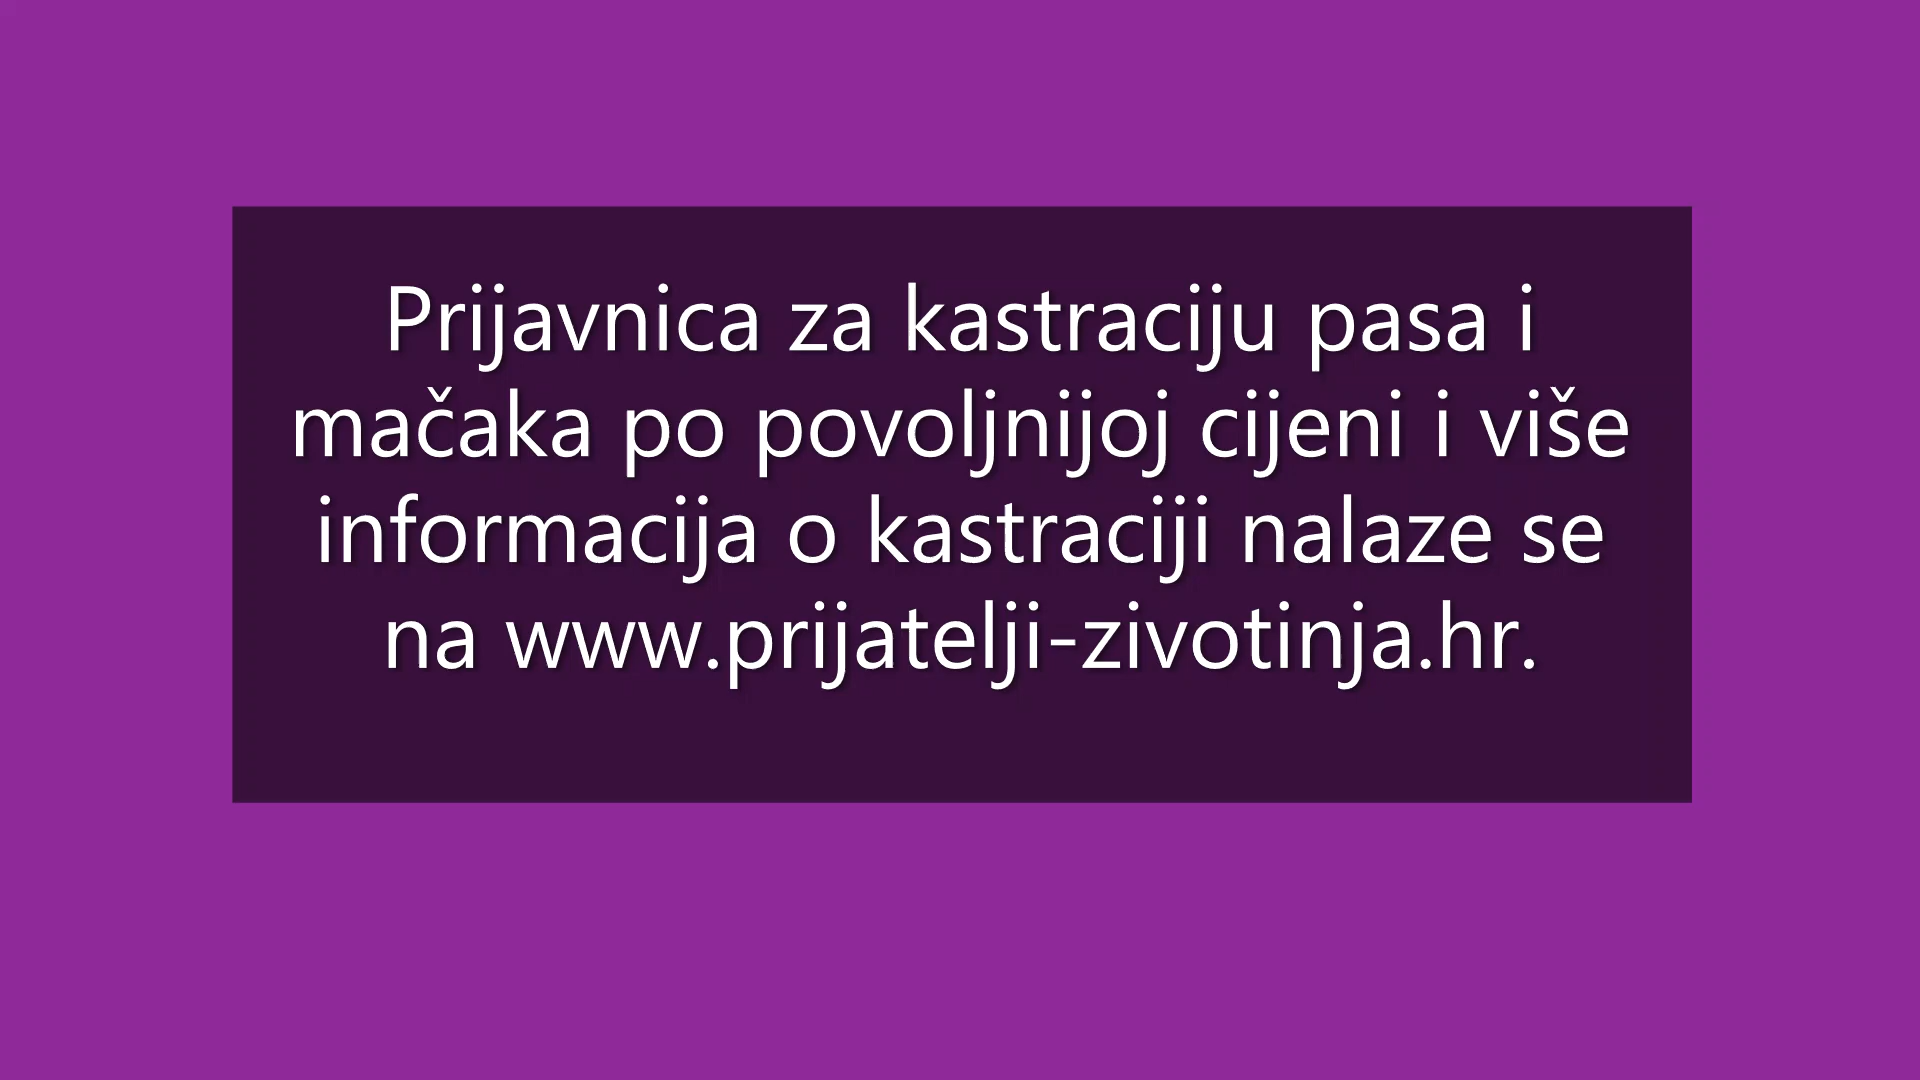 Prijavnica za kastraciju pasa i
mačaka po povoljnijoj cijeni i više
informacija o kastraciji nalaze se
na www.prijatelji-zivotinja.hr.